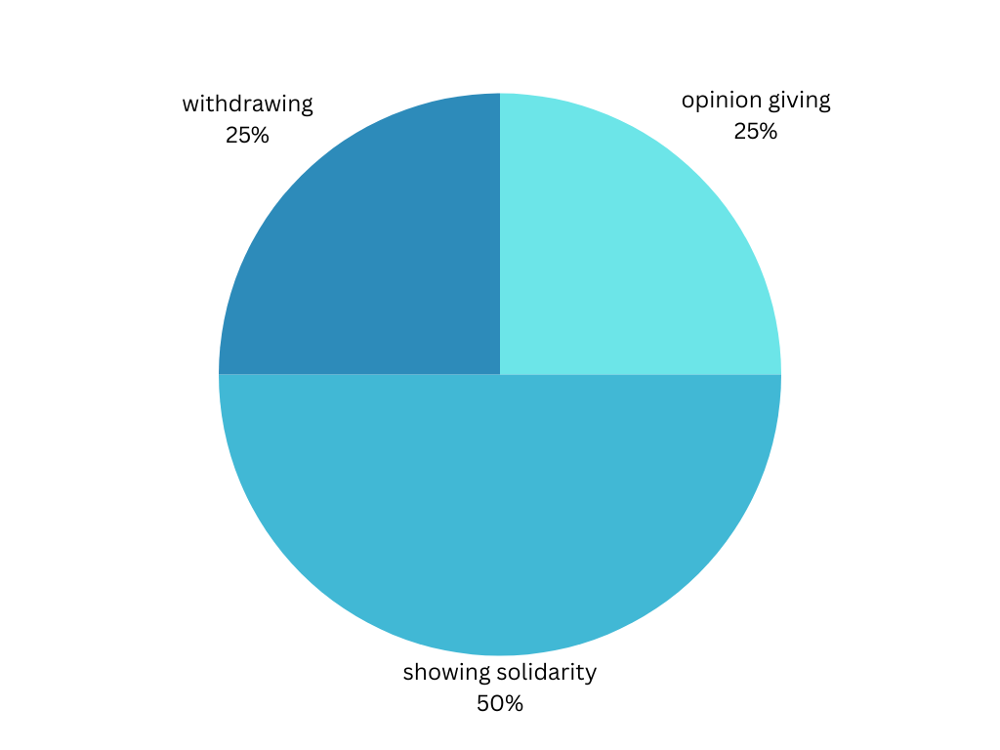 withdrawing
25%
opinion giving
25%
showing solidarity
50%